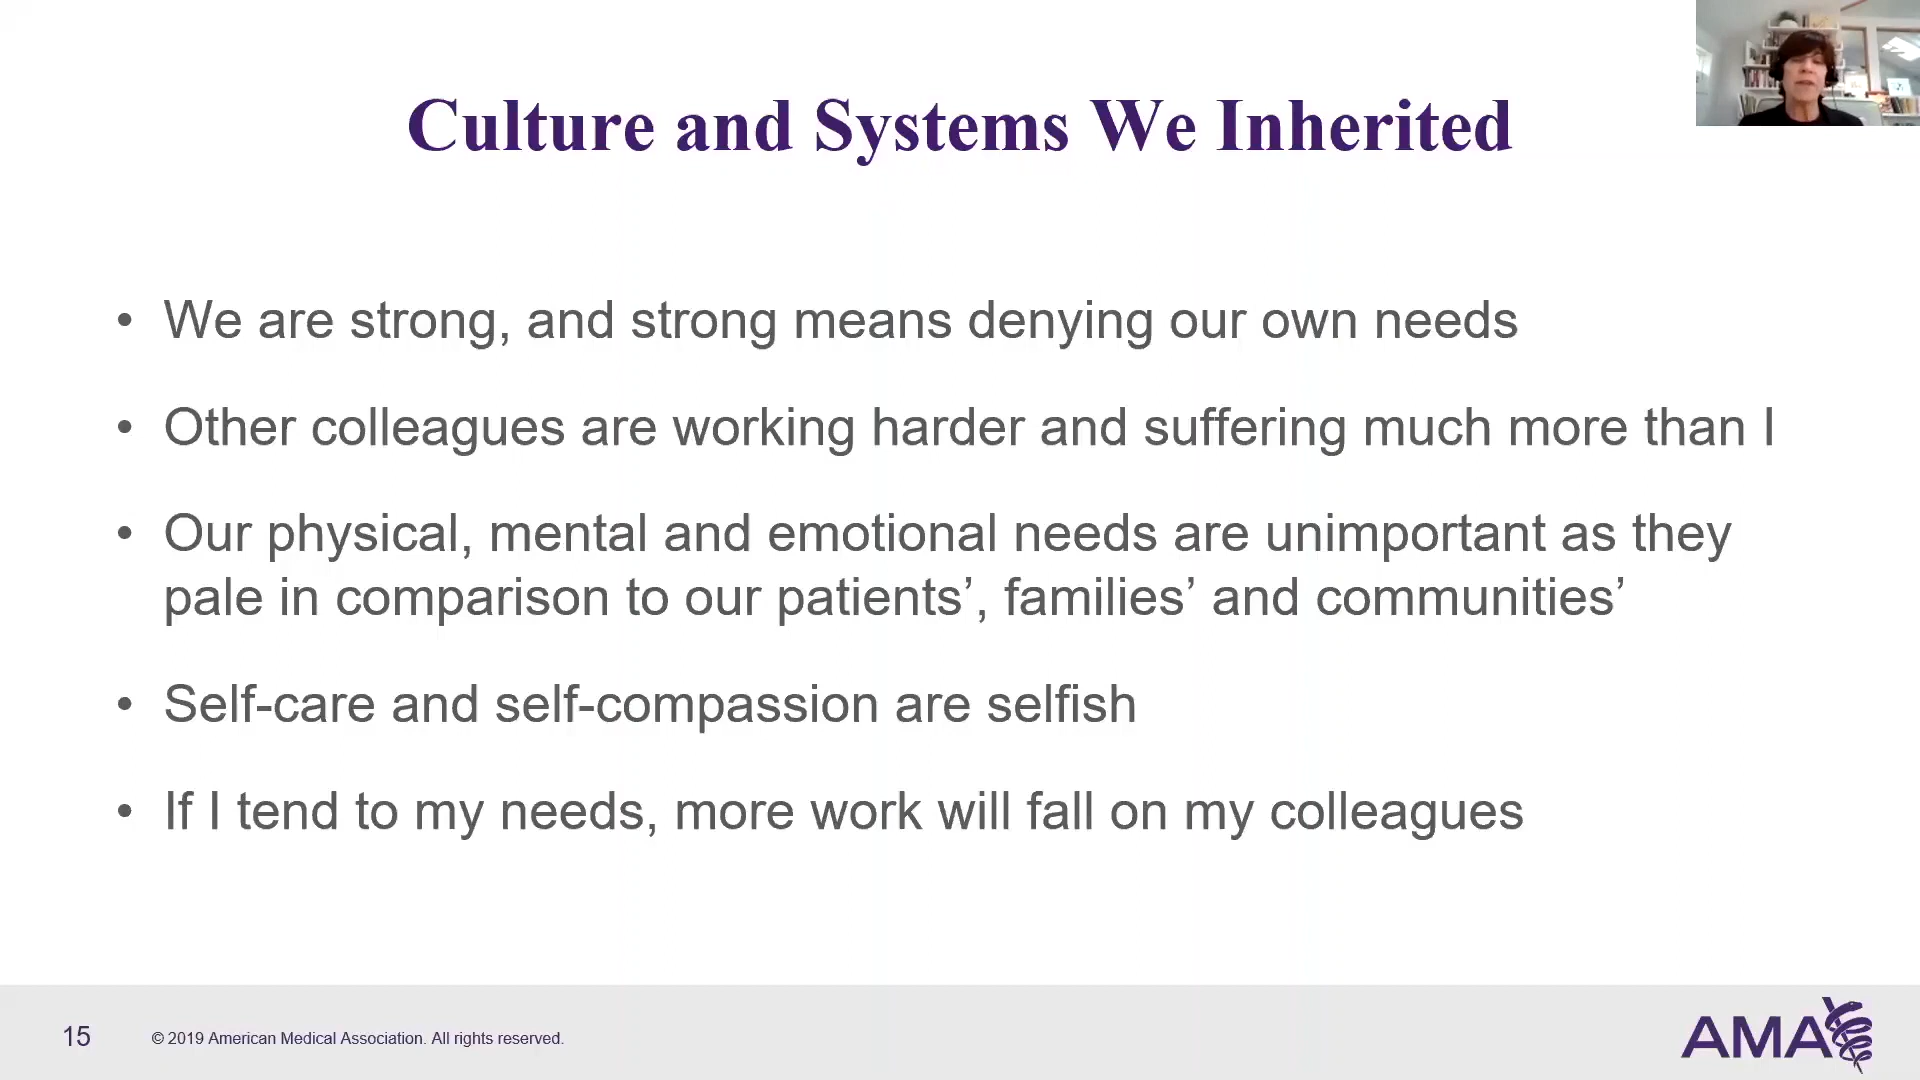 Culture and Systems We Inherited
• We are strong, and strong means denying our own needs
• Other colleagues are working harder and suffering much more than I
• Our physical, mental and emotional needs are unimportant as they
pale in comparison to our patients’, families’ and communities’
• Self-care and self-compassion are selfish
• If I tend to my needs, more work will fall on my colleagues
15
© 2019 American Medical Association. All rights reserved.
AMA